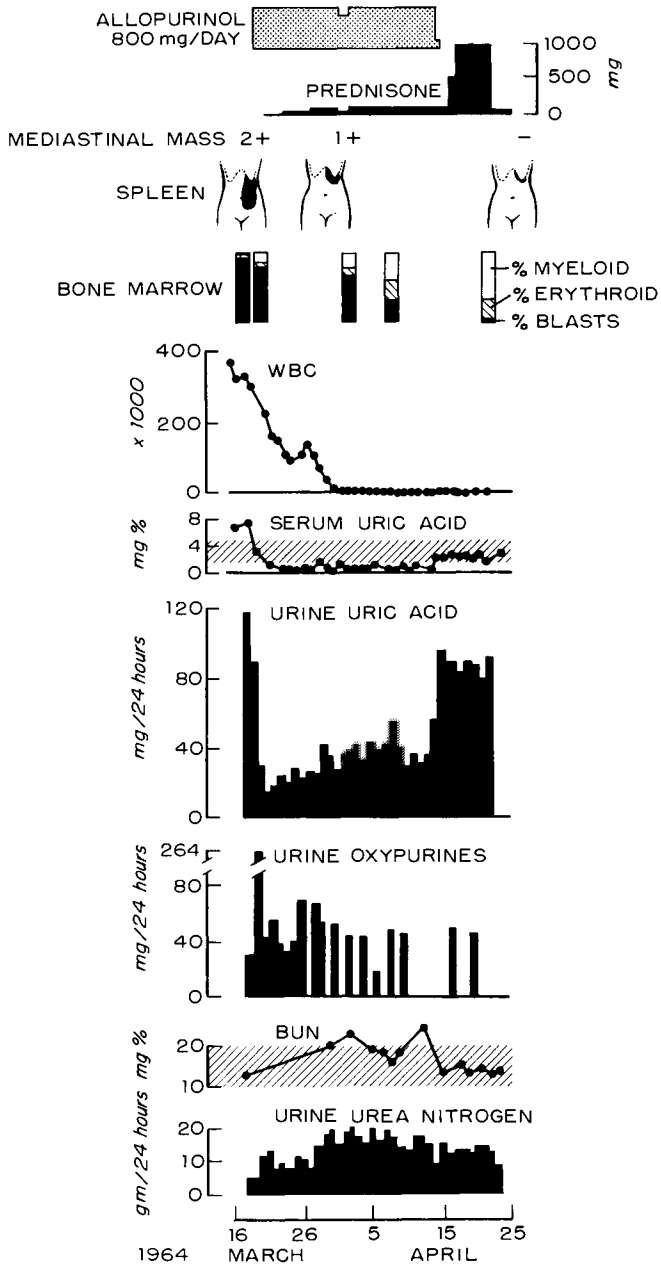 ALLOPURINOL
800 mg/DAY
1000
500
0
mg
PREDNISONE
MEDIASTINAL MASS 2+ 1+ -
SPLEEN
BONE MARROW
% MYELOID
% ERYTHROID
% BLASTS
400
200
0
x 1000
WBC
8
4
0
mg %
SERUM URIC ACID
120
80
40
0
mg/24 hours
URINE URIC ACID
264
80
40
0
mg/24 hours
URINE OXYPURINES
20
10
mg %
BUN
20
10
0
gm/24 hours
URINE UREA NITROGEN
16 26 5 15 25
1964 MARCH APRIL